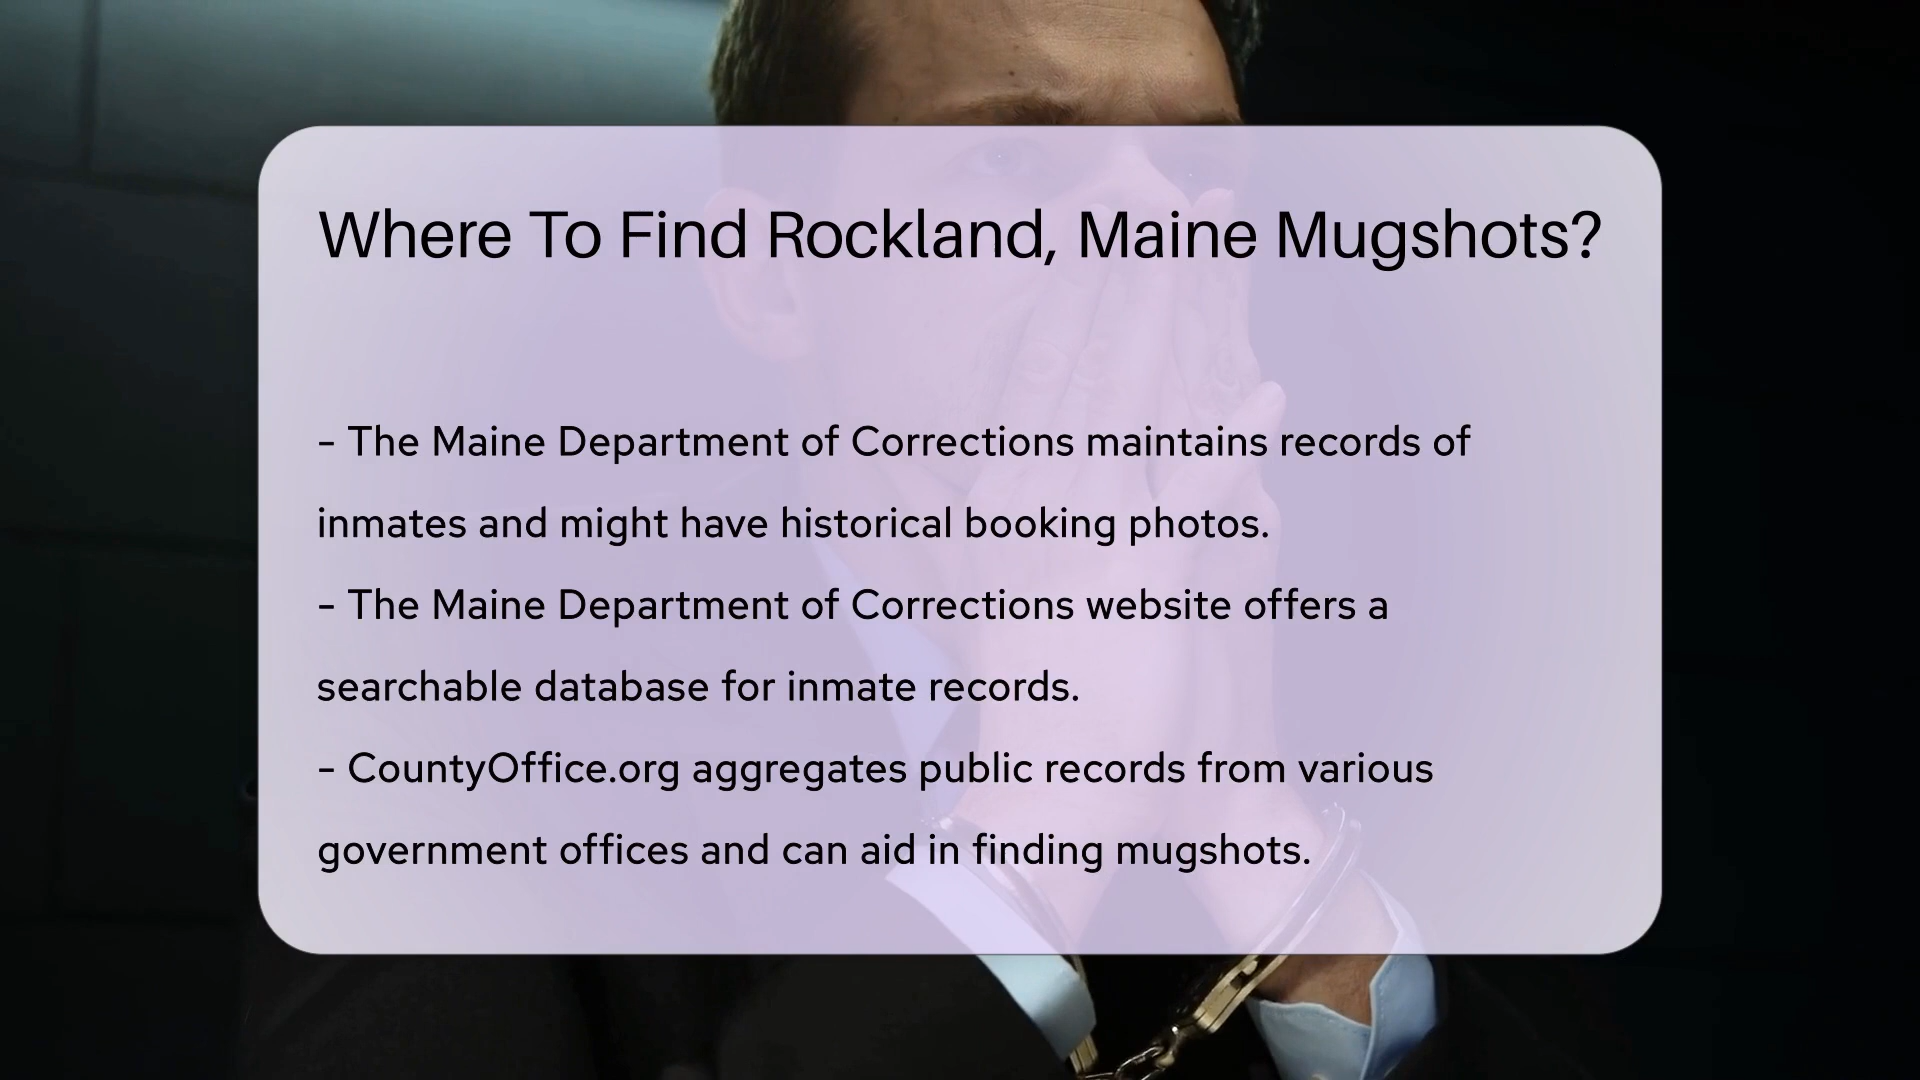 Where To Find Rockland, Maine Mugshots?
- The Maine Department of Corrections maintains records of
inmates and might have historical booking photos.
- The Maine Department of Corrections website offers a
searchable database for inmate records.
- CountyOffice.org aggregates public records from various
government offices and can aid in finding mugshots.